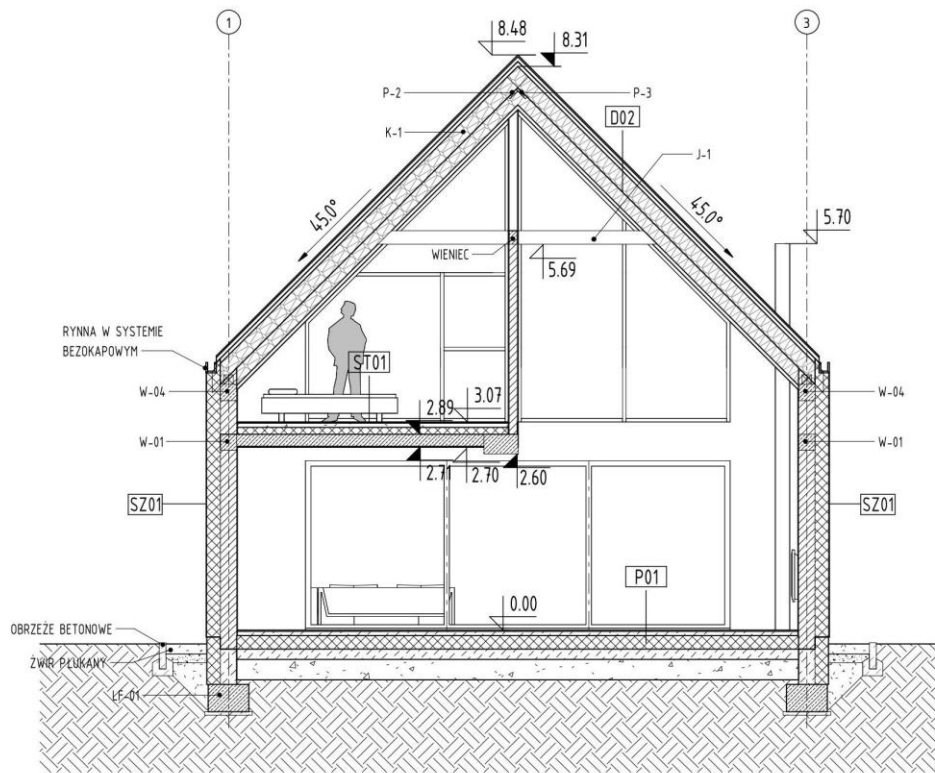 1
3
8.48
8.31
P-2
P-3
D02
K-1
J-1
45.0°
45.0°
5.70
WIENIEC
5.69
RYNNA W SYSTEMIE
BEZOKAPOWYM
ST01
W-04
W-04
2.89
3.07
W-01
W-01
2.71
2.70
2.60
SZ01
SZ01
P01
0.00
OBRZEŻE BETONOWE
ŻWIR PŁUKANY
LF-01